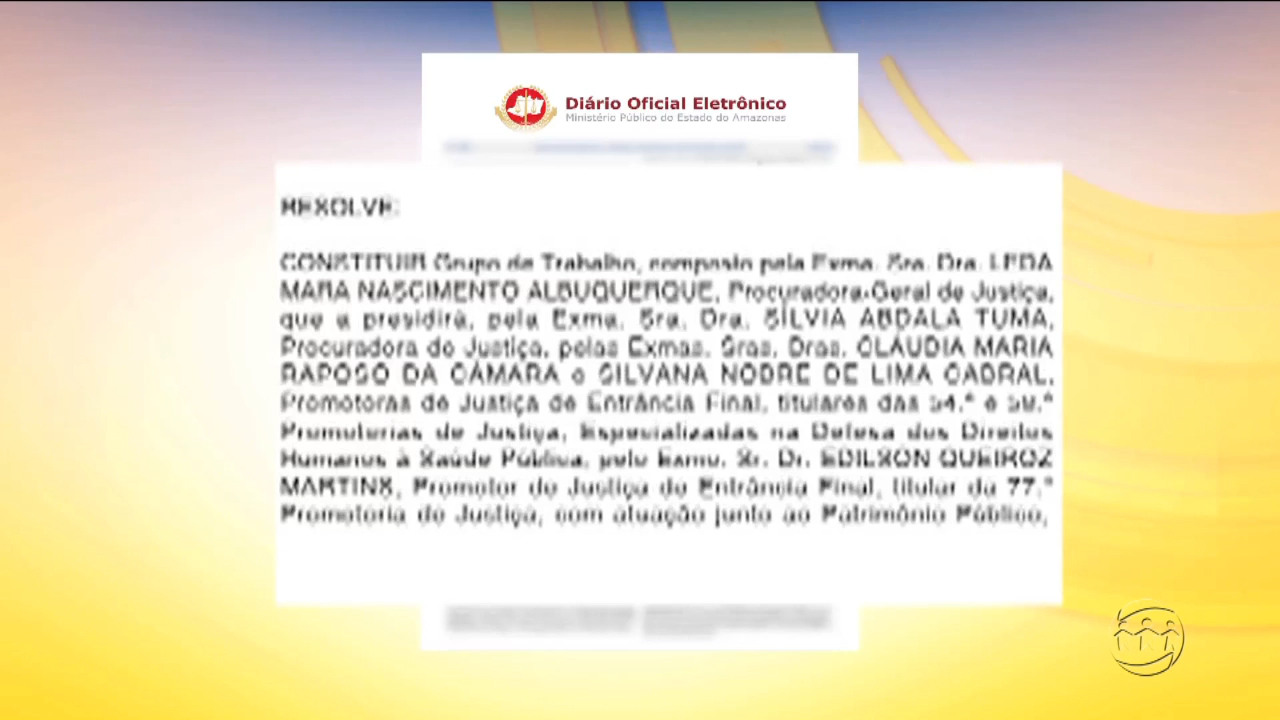 Diário Oficial Eletrônico
Ministério Público do Estado do Amazonas
RESOLVE:
CONSTITUIR Grupo de Trabalho, composto pela Exma. Sra. Dra. LEDA
MARA NASCIMENTO ALBUQUERQUE, Procuradora-Geral de Justiça,
que a presidirá, pela Exma. Sra. Dra. SÍLVIA ABDALA TUMA,
Procuradora de Justiça, pelas Exmas. Sras. Dras. CLÁUDIA MARIA
RAPOSO DA CÂMARA e SILVANA NOBRE DE LIMA CABRAL,
Promotoras de Justiça de Entrância Final, titulares das 54.ª e 58.ª
Promotorias de Justiça, Especializadas na Defesa dos Direitos
Humanos à Saúde Pública, pelo Exmo. Sr. Dr. EDILSON QUEIROZ
MARTINS, Promotor de Justiça de Entrância Final, titular da 77.ª
Promotoria de Justiça, com atuação junto ao Patrimônio Público,